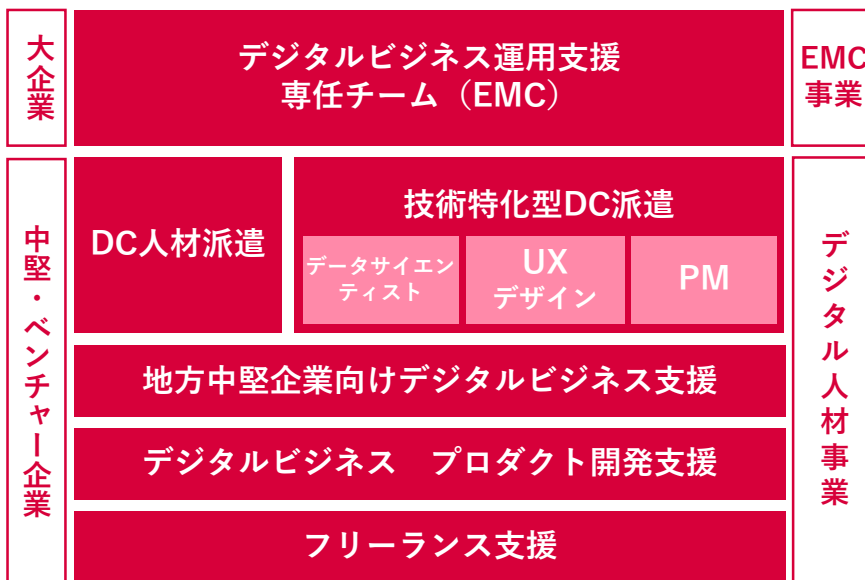 大企業
デジタルビジネス運用支援
専任チーム（EMC）
EMC
事業
中堅・ベンチャー企業
DC人材派遣
技術特化型DC派遣
データサイエン
ティスト
UX
デザイン
PM
地方中堅企業向けデジタルビジネス支援
デジタルビジネス　プロダクト開発支援
フリーランス支援
デジタル人材事業